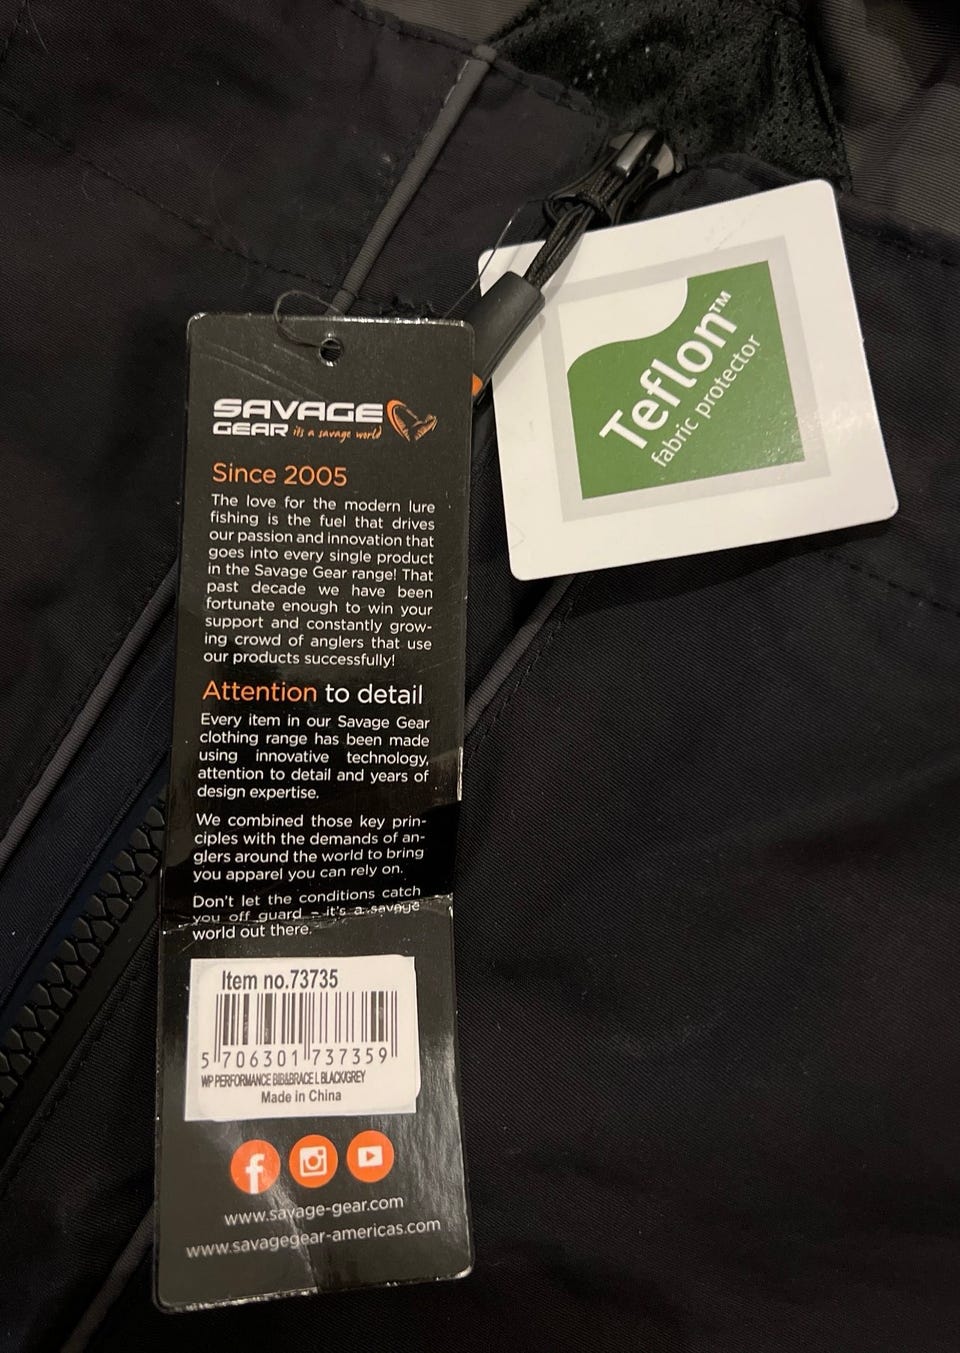 SAVAGE
GEAR it's a savage world
Since 2005
The love for the modern lure
fishing is the fuel that drives
our passion and innovation that
goes into every single product
in the Savage Gear range! That
past decade we have been
fortunate enough to win your
support and constantly grow-
ing crowd of anglers that use
our products successfully!
Attention to detail
Every item in our Savage Gear
clothing range has been made
using innovative technology,
attention to detail and years of
design expertise.
We combined those key prin-
ciples with the demands of an-
glers around the world to bring
you apparel you can rely on.
Don't let the conditions catch
you off guard – it's a savage
world out there.
Item no.73735
5 706301 737359
WP PERFORMANCE BIB&BRACE L BLACK/GREY
Made in China
www.savage-gear.com
www.savagegear-americas.com
Teflon™
fabric protector